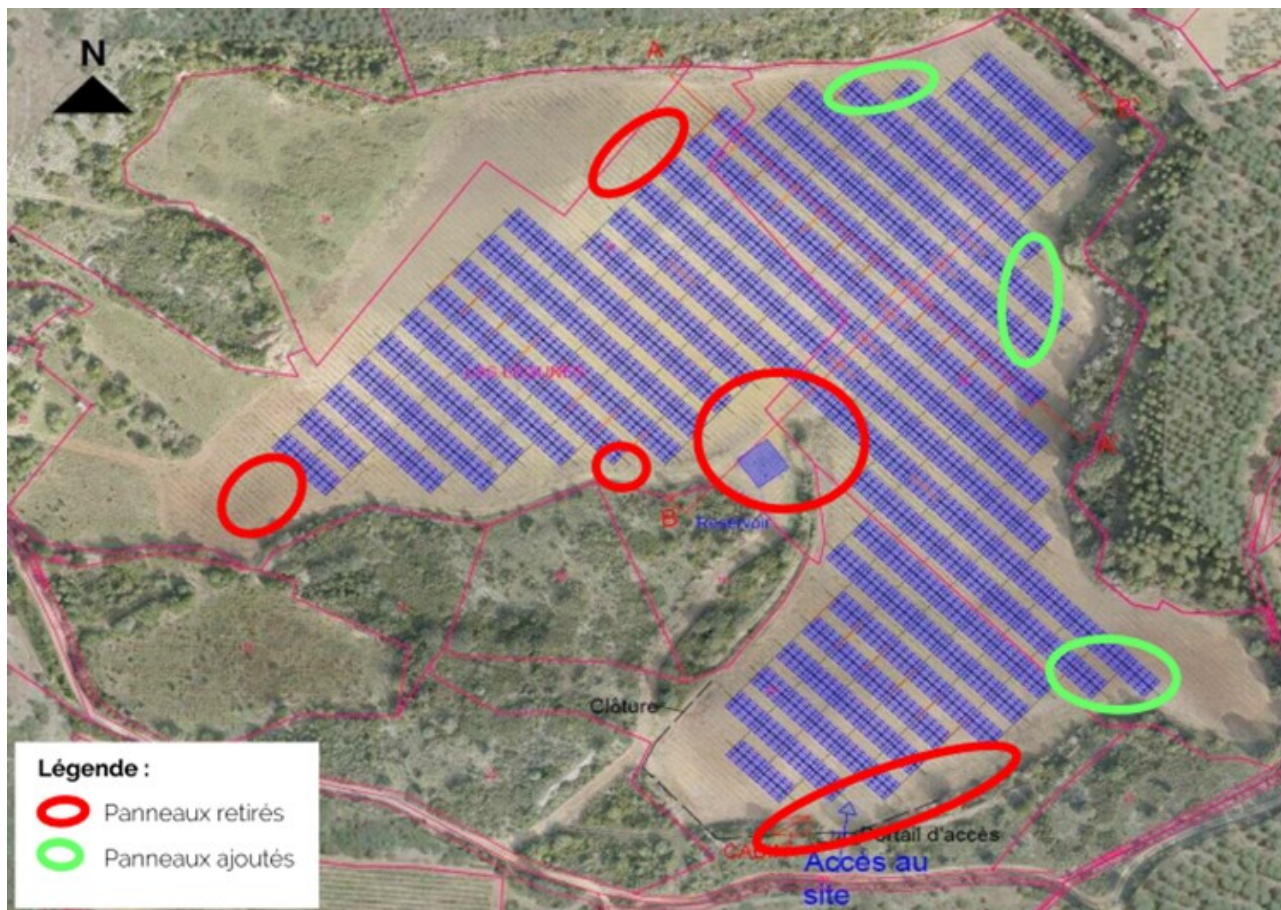 N
A
B
Réservoir
Clôture
Portail d'accès
Accès au
site
Légende :
Panneaux retirés
Panneaux ajoutés